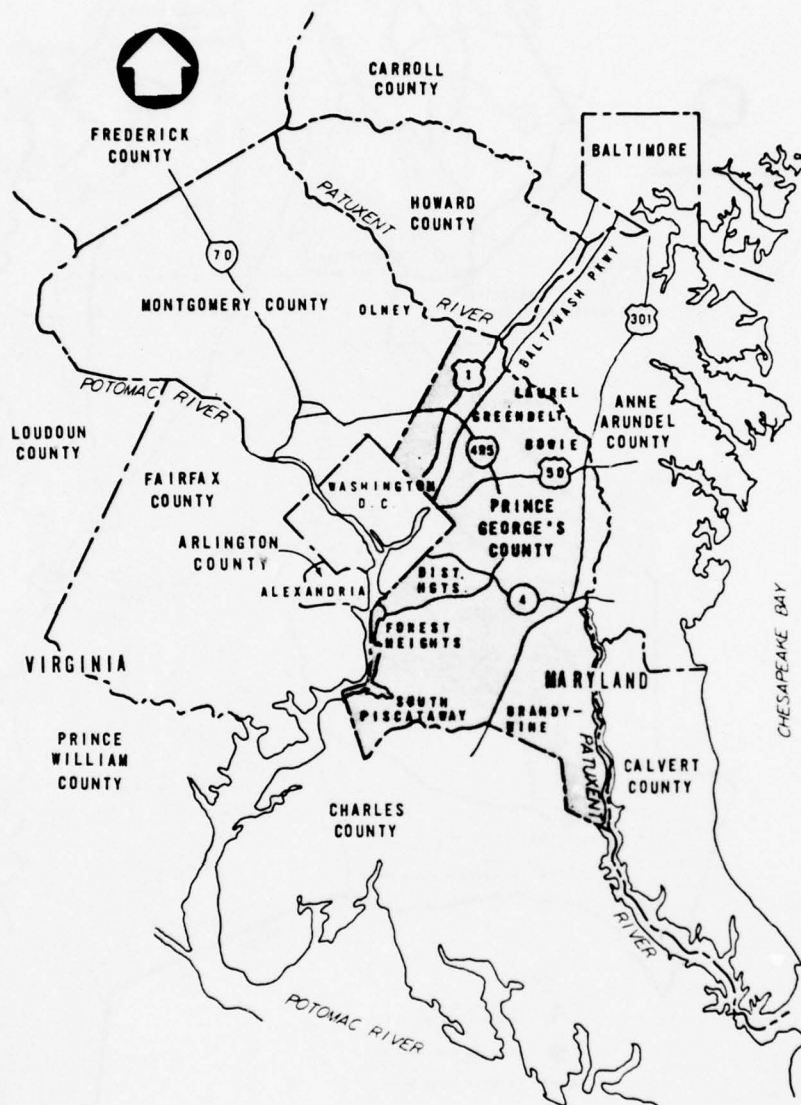 CARROLL
COUNTY
FREDERICK
COUNTY
BALTIMORE
PATUXENT
HOWARD
COUNTY
70
MONTGOMERY COUNTY
OLNEY
RIVER
BALT/WASH PKWY
301
1
POTOMAC RIVER
LAUREL
GREENBELT
ANNE
ARUNDEL
COUNTY
LOUDOUN
COUNTY
BOWIE
495
50
FAIRFAX
COUNTY
WASHINGTON
D.C.
PRINCE
GEORGE'S
COUNTY
ARLINGTON
COUNTY
ALEXANDRIA
DIST.
HGTS.
4
CHESAPEAKE BAY
FOREST
HEIGHTS
VIRGINIA
MARYLAND
SOUTH
PISCATAWAY
BRANDY-
WINE
PRINCE
WILLIAM
COUNTY
PATUXENT
CALVERT
COUNTY
CHARLES
COUNTY
RIVER
POTOMAC RIVER